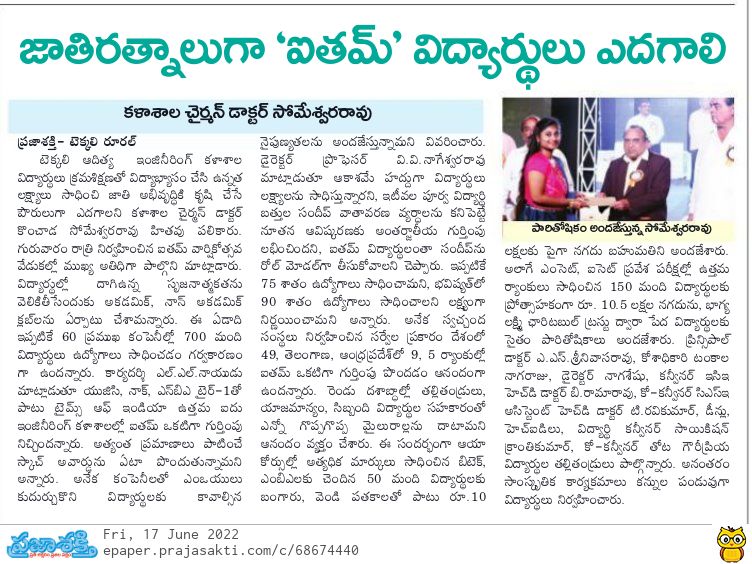 జాతిరత్నాలుగా ‘ఐతమ్’ విద్యార్థులు ఎదగాలి
కళాశాల చైర్మన్ డాక్టర్ సోమేశ్వరరావు
ప్రజాశక్తి- టెక్కలి రూరల్
టెక్కలి ఆదిత్య ఇంజినీరింగ్ కళాశాల
విద్యార్థులు క్రమశిక్షణతో విద్యాభ్యాసం చేసి ఉన్నత
లక్ష్యాలు సాధించి జాతి అభివృద్ధికి కృషి చేసే
పౌరులుగా ఎదగాలని కళాశాల చైర్మన్ డాక్టర్
కొంచాడ సోమేశ్వరరావు హితవు పలికారు.
గురువారం రాత్రి నిర్వహించిన ఐతమ్ వార్షికోత్సవ
వేడుకల్లో ముఖ్య అతిధిగా పాల్గొని మాట్లాడారు.
విద్యార్థుల్లో దాగిఉన్న సృజనాత్మకతను
వెలికితీసేందుకు అకడమిక్, నాన్ అకడమిక్
క్లబ్‌లను ఏర్పాటు చేశామన్నారు. ఈ ఏడాది
ఇప్పటికే 60 ప్రముఖ కంపెనీల్లో 700 మంది
విద్యార్థులు ఉద్యోగాలు సాధించడం గర్వకారణం
గా ఉందన్నారు. కార్యదర్శి ఎల్.ఎల్.నాయుడు
మాట్లాడుతూ యుజిసి, నాక్, ఎన్‌బిఎ టైర్-1తో
పాటు టైమ్స్ ఆఫ్ ఇండియా ఉత్తమ ఐదు
ఇంజినీరింగ్ కళాశాలల్లో ఐతమ్ ఒకటిగా గుర్తింపు
నిచ్చిందన్నారు. అత్యంత ప్రమాణాలు పాటించే
స్కాచ్ అవార్డును ఏటా పొందుతున్నామని
అన్నారు. అనేక కంపెనీలతో ఎంఒయులు
కుదుర్చుకొని విద్యార్థులకు కావాల్సిన
నైపుణ్యతలను అందజేస్తున్నామని వివరించారు.
డైరెక్టర్ ప్రొఫెసర్ వి.వి.నాగేశ్వరరావు
మాట్లాడుతూ ఆకాశమే హద్దుగా విద్యార్థులు
లక్ష్యాలను సాధిస్తున్నారని, ఇటీవల పూర్వ విద్యార్థి
బత్తుల సందీప్ వాతావరణ వ్యర్థాలను కనిపెట్టే
నూతన ఆవిష్కరణకు అంతర్జాతీయ గుర్తింపు
లభించిందని, ఐతమ్ విద్యార్థులంతా సందీప్‌ను
రోల్ మోడల్‌గా తీసుకోవాలని చెప్పారు. ఇప్పటికే
75 శాతం ఉద్యోగాలు సాధించామని, భవిష్యత్‌లో
90 శాతం ఉద్యోగాలు సాధించాలని లక్ష్యంగా
నిర్ణయించామని అన్నారు. అనేక స్వచ్ఛంద
సంస్థలు నిర్వహించిన సర్వేల ప్రకారం దేశంలో
49, తెలంగాణ, ఆంధ్రప్రదేశ్‌లో 9, 5 ర్యాంకుల్లో
ఐతమ్ ఒకటిగా గుర్తింపు పొందడం ఆనందంగా
ఉందన్నారు. రెండు దశాబ్దాల్లో తల్లితండ్రులు,
యాజమాన్యం, సిబ్బంది విద్యార్థుల సహకారంతో
ఎన్నో గొప్పగొప్ప మైలురాల్లను దాటామని
ఆనందం వ్యక్తం చేశారు. ఈ సందర్భంగా ఆయా
కోర్సుల్లో అత్యధిక మార్కులు సాధించిన బీటెక్,
ఎంబిఎలకు చెందిన 50 మంది విద్యార్థులకు
బంగారు, వెండి పతకాలతో పాటు రూ.10
పారితోషికం అందజేస్తున్న సోమేశ్వరరావు
లక్షలకు పైగా నగదు బహుమతిని అందజేశారు.
అలాగే ఎంసెట్, ఐసెట్ ప్రవేశ పరీక్షల్లో ఉత్తమ
ర్యాంకులు సాధించిన 150 మంది విద్యార్థులకు
ప్రోత్సాహకంగా రూ. 10.5 లక్షల నగదును, భాగ్య
లక్ష్మి ఛారిటబుల్ ట్రస్టు ద్వారా పేద విద్యార్థులకు
సైతం పారితోషికాలు అందజేశారు. ప్రిన్సిపాల్
డాక్టర్ ఎ.ఎస్.శ్రీనివాసరావు, కోశాధికారి టంకాల
నాగరాజు, డైరెక్టర్ నాగశేషు, కన్వీనర్ ఇసిఇ
హెచ్‌డి డాక్టర్ బి.రామారావు, కో-కన్వీనర్ సిఎస్ఇ
అసిస్టెంట్ హెచ్‌డి డాక్టర్ టి.రవికుమార్, డీన్లు,
హెచ్ఐడిలు, విద్యార్థి కన్వీనర్ సాయికిషన్
క్రాంతికుమార్, కో-కన్వీనర్ తోట గౌరీప్రియ
విద్యార్థుల తల్లితండ్రులు పాల్గొన్నారు. అనంతరం
సాంస్కృతిక కార్యక్రమాలు కన్నుల పండువుగా
విద్యార్థులు నిర్వహించారు.
ప్రజాశక్తి
Fri, 17 June 2022
epaper.prajasakti.com/c/68674440